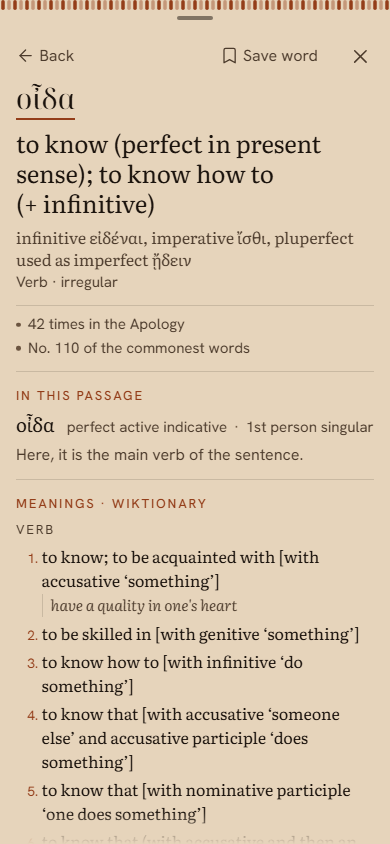 Back
Save word
οἶδα
to know (perfect in present
sense); to know how to
(+ infinitive)
infinitive εἰδέναι, imperative ἴσθι, pluperfect
used as imperfect ᾔδειν
Verb · irregular
• 42 times in the Apology
• No. 110 of the commonest words
IN THIS PASSAGE
οἶδα perfect active indicative · 1st person singular
Here, it is the main verb of the sentence.
MEANINGS · WIKTIONARY
VERB
1. to know; to be acquainted with [with
accusative ‘something’]
have a quality in one's heart
2. to be skilled in [with genitive ‘something’]
3. to know how to [with infinitive ‘do
something’]
4. to know that [with accusative ‘someone
else’ and accusative participle ‘does
something’]
5. to know that [with nominative participle
‘one does something’]